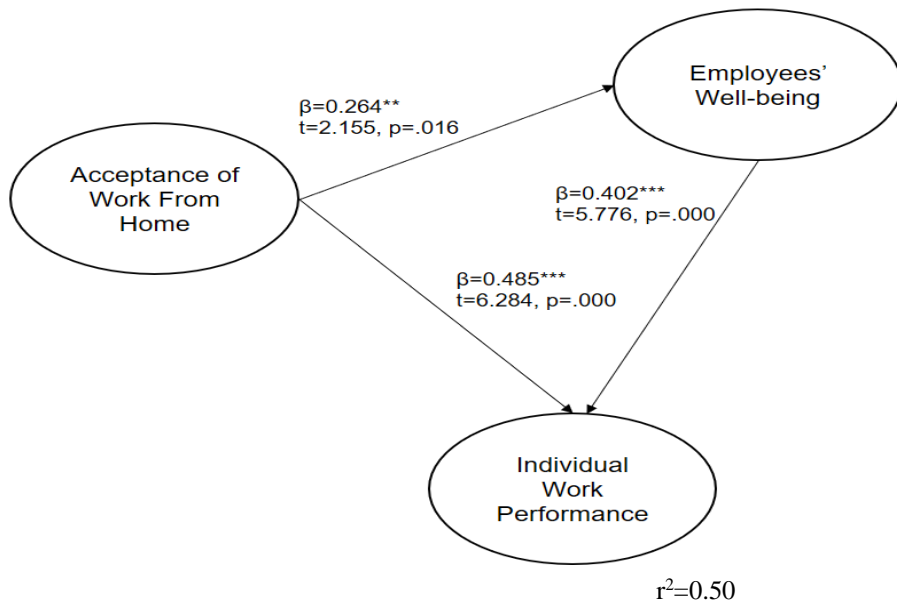 Employees'
Well-being
β=0.264**
t=2.155, p=.016
Acceptance of
Work From
Home
β=0.402***
t=5.776, p=.000
β=0.485***
t=6.284, p=.000
Individual
Work
Performance
r²=0.50